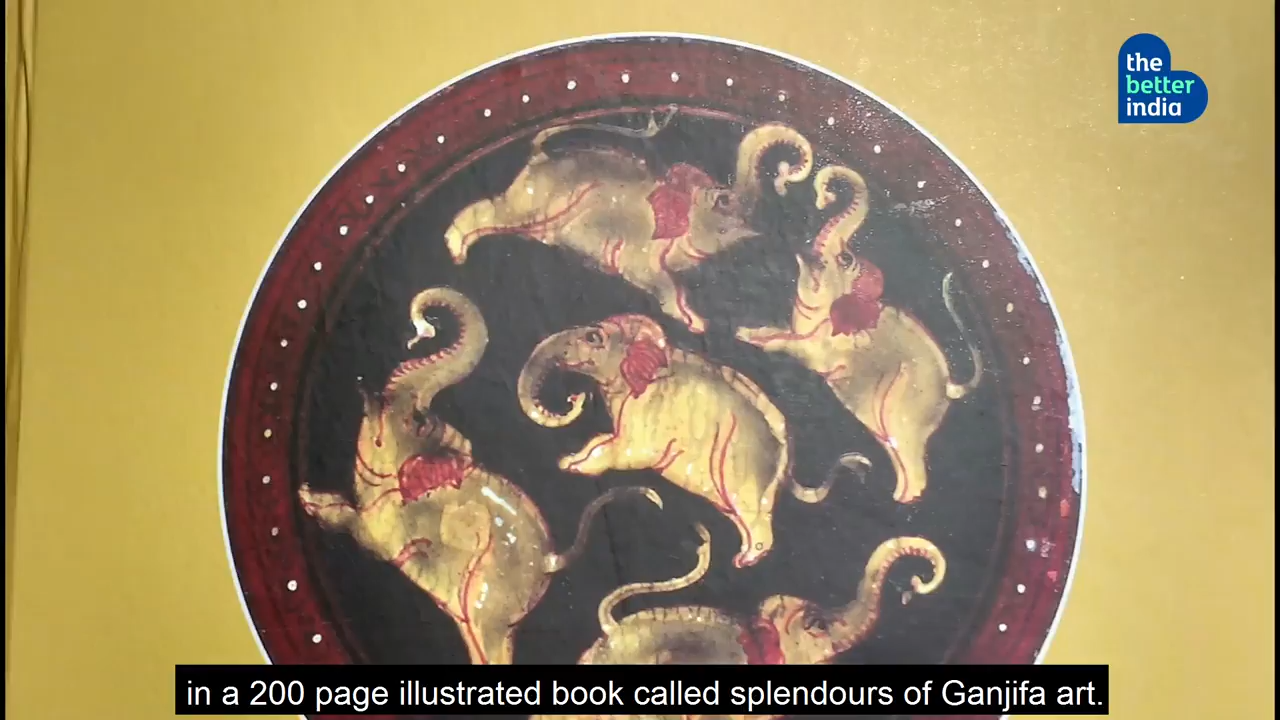 the
better
india
in a 200 page illustrated book called splendours of Ganjifa art.